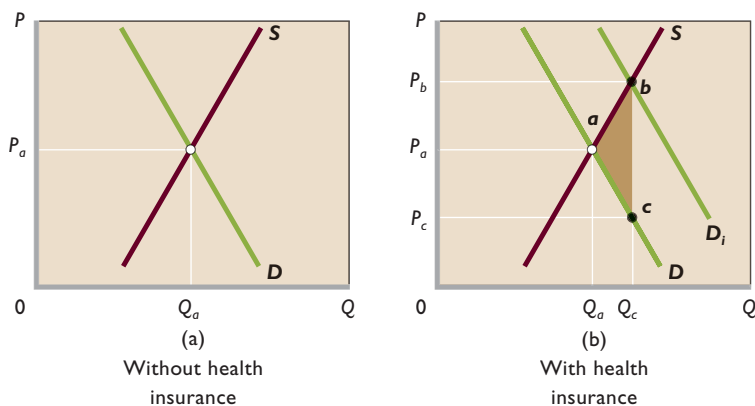 P
S
P_a
D
0
Q_a
Q
(a)
Without health
insurance
P
S
P_b
b
a
P_a
P_c
c
D_i
D
0
Q_a
Q_c
Q
(b)
With health
insurance